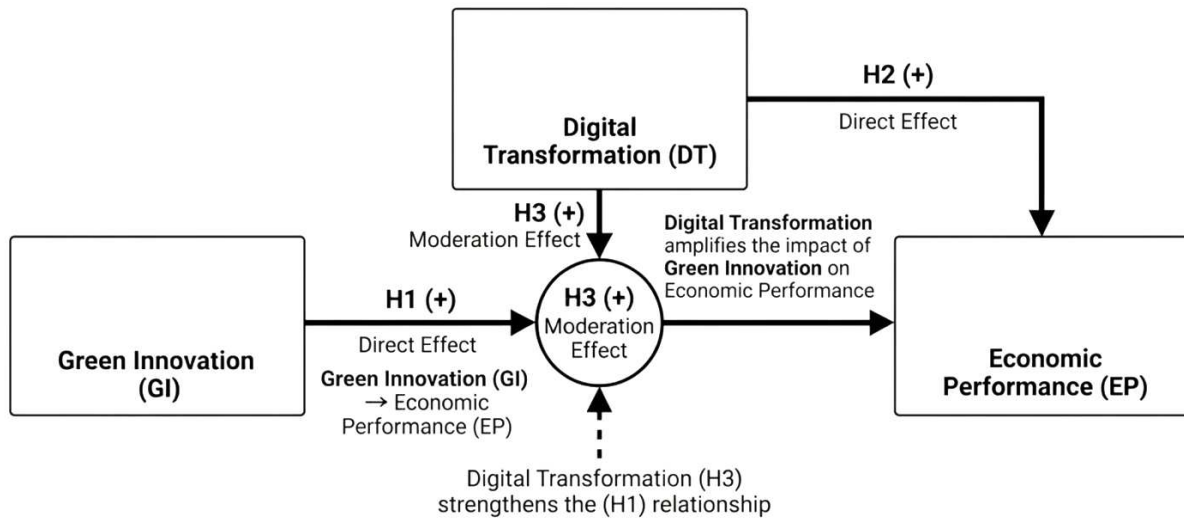 Digital
Transformation (DT)
H2 (+)
Direct Effect
H3 (+)
Moderation Effect
Digital Transformation
amplifies the impact of
Green Innovation on
Economic Performance
Green Innovation
(GI)
H1 (+)
Direct Effect
Green Innovation (GI)
→ Economic
Performance (EP)
H3 (+)
Moderation
Effect
Economic
Performance (EP)
Digital Transformation (H3)
strengthens the (H1) relationship